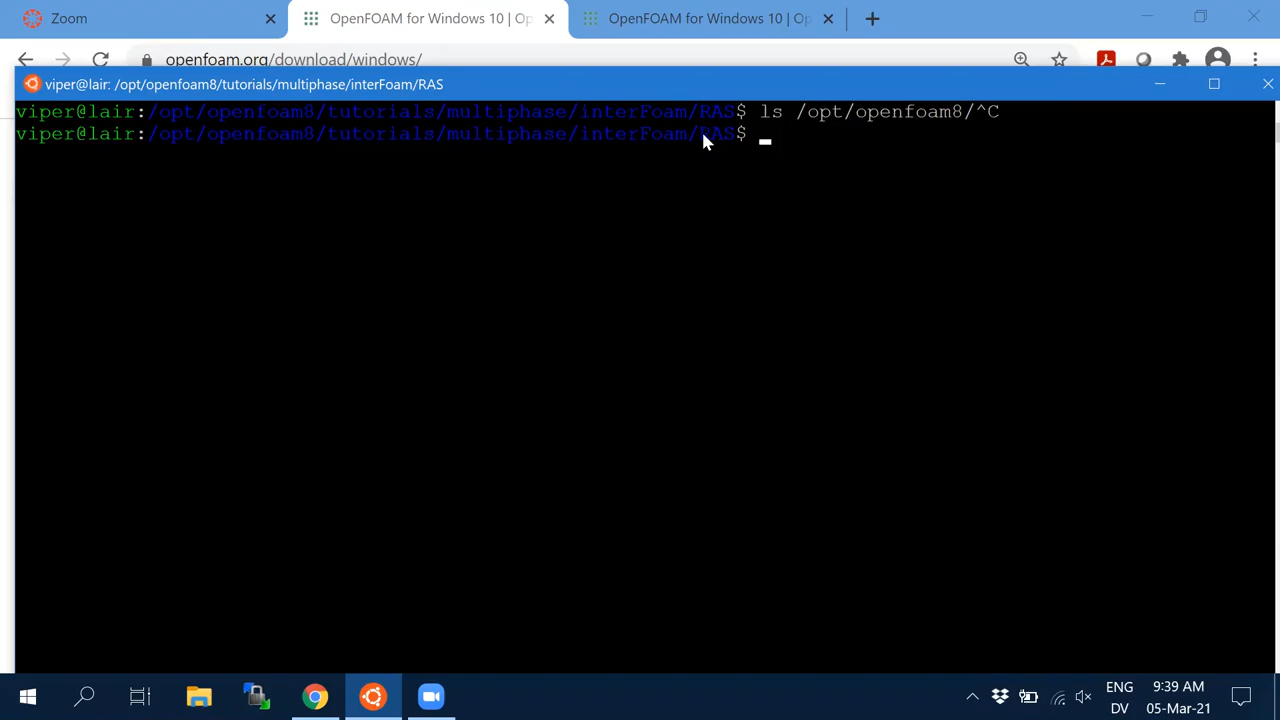 Zoom
OpenFOAM for Windows 10 | Op
OpenFOAM for Windows 10 | Op
openfoam.org/download/windows/
viper@lair: /opt/openfoam8/tutorials/multiphase/interFoam/RAS
viper@lair:/opt/openfoam8/tutorials/multiphase/interFoam/RAS$ ls /opt/openfoam8/^C
viper@lair:/opt/openfoam8/tutorials/multiphase/interFoam/RAS$
ENG
9:39 AM
DV
05-Mar-21